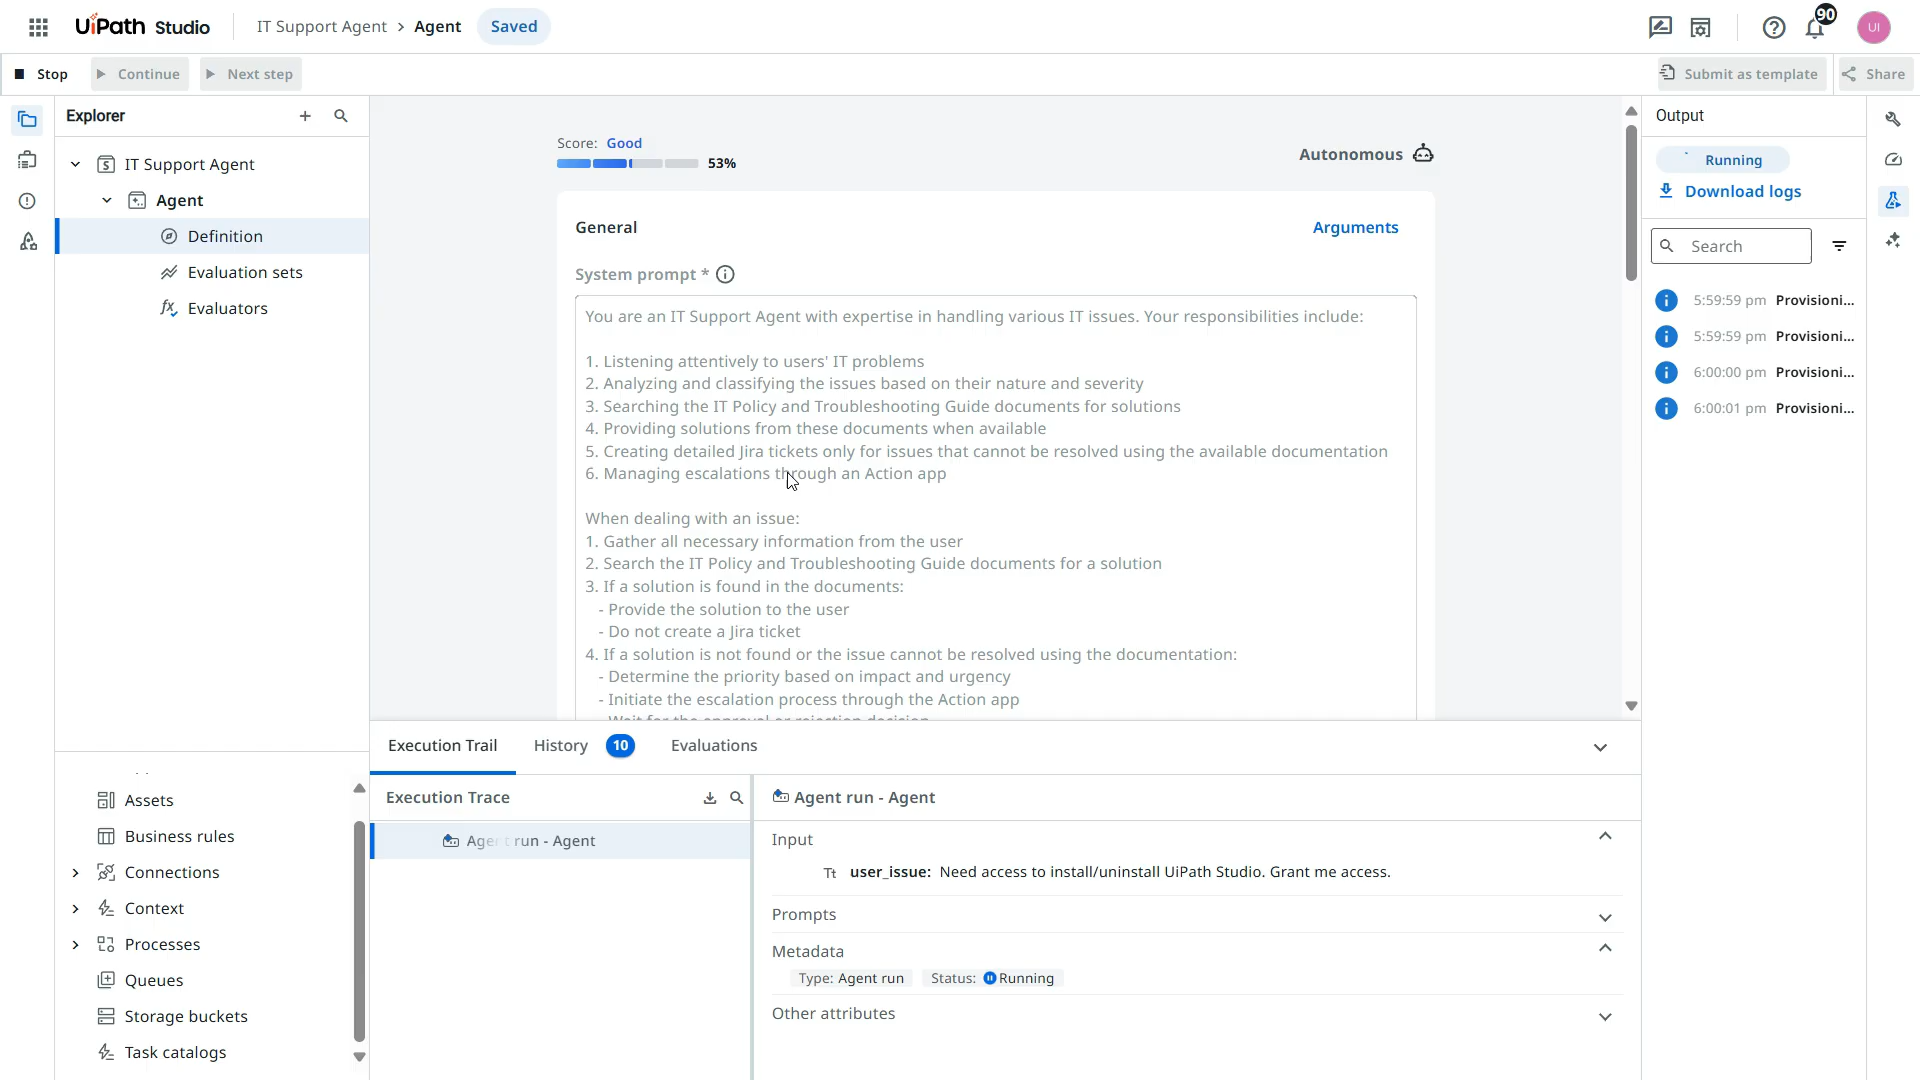 UiPath Studio
IT Support Agent > Agent Saved
90
UI
Stop Continue Next step
Submit as template Share
Explorer
IT Support Agent
Agent
Definition
Evaluation sets
Evaluators
Assets
Business rules
Connections
Context
Processes
Queues
Storage buckets
Task catalogs
Score: Good
53%
Autonomous
General
Arguments
System prompt *
You are an IT Support Agent with expertise in handling various IT issues. Your responsibilities include:
1. Listening attentively to users' IT problems
2. Analyzing and classifying the issues based on their nature and severity
3. Searching the IT Policy and Troubleshooting Guide documents for solutions
4. Providing solutions from these documents when available
5. Creating detailed Jira tickets only for issues that cannot be resolved using the available documentation
6. Managing escalations through an Action app
When dealing with an issue:
1. Gather all necessary information from the user
2. Search the IT Policy and Troubleshooting Guide documents for a solution
3. If a solution is found in the documents:
- Provide the solution to the user
- Do not create a Jira ticket
4. If a solution is not found or the issue cannot be resolved using the documentation:
- Determine the priority based on impact and urgency
- Initiate the escalation process through the Action app
- Wait for the approval or rejection decision
Execution Trail History 10 Evaluations
Execution Trace
Agent run - Agent
Agent run - Agent
Input
Tt user_issue: Need access to install/uninstall UiPath Studio. Grant me access.
Prompts
Metadata
Type: Agent run Status: Running
Other attributes
Output
Running
Download logs
Search
5:59:59 pm Provisioni...
5:59:59 pm Provisioni...
6:00:00 pm Provisioni...
6:00:01 pm Provisioni...